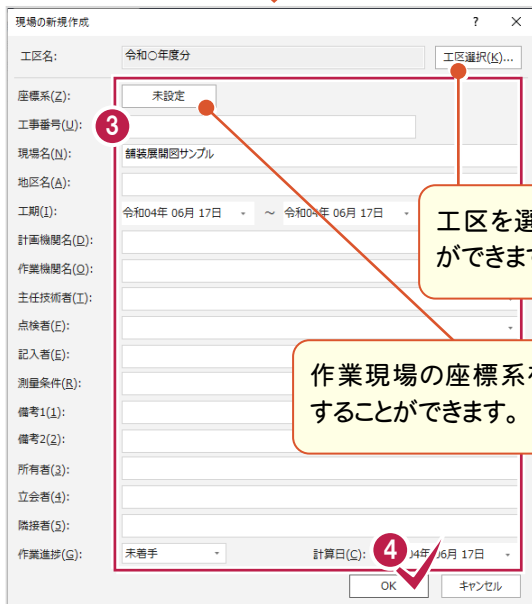 現場の新規作成 ? ×
工区名: 令和○年度分 工区選択(K)...
座標系(Z): 未設定
3
工事番号(U):
現場名(N): 舗装展開図サンプル
地区名(A):
工期(I): 令和04年 06月 17日 ～ 令和04年 06月 17日
工区を選
ができます
計画機関名(D):
作業機関名(O):
主任技術者(T):
点検者(F):
記入者(E):
作業現場の座標系を
することができます。
測量条件(R):
備考1(1):
備考2(2):
所有者(3):
立会者(4):
隣接者(5):
作業進捗(G): 未着手 計算日(C): 4 04年 06月 17日
OK キャンセル